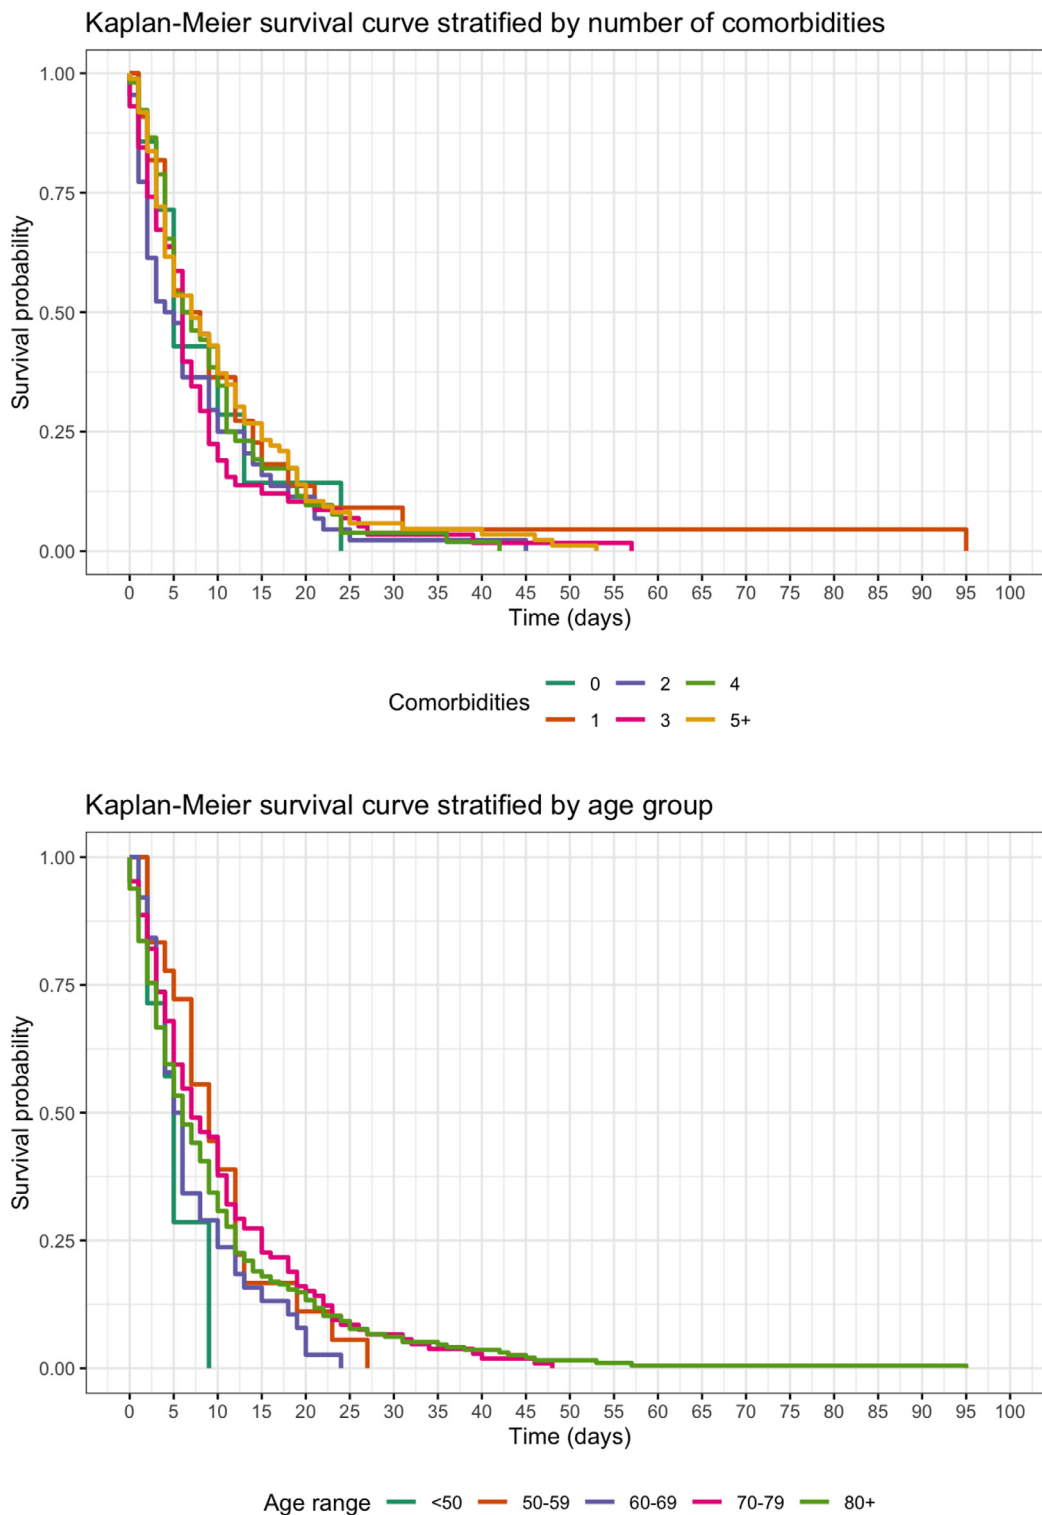 Kaplan-Meier survival curve stratified by number of comorbidities
1.00
0.75
0.50
0.25
0.00
Survival probability
0 5 10 15 20 25 30 35 40 45 50 55 60 65 70 75 80 85 90 95 100
Time (days)
Comorbidities
0 2 4
1 3 5+
Kaplan-Meier survival curve stratified by age group
1.00
0.75
0.50
0.25
0.00
Survival probability
0 5 10 15 20 25 30 35 40 45 50 55 60 65 70 75 80 85 90 95 100
Time (days)
Age range <50 50-59 60-69 70-79 80+